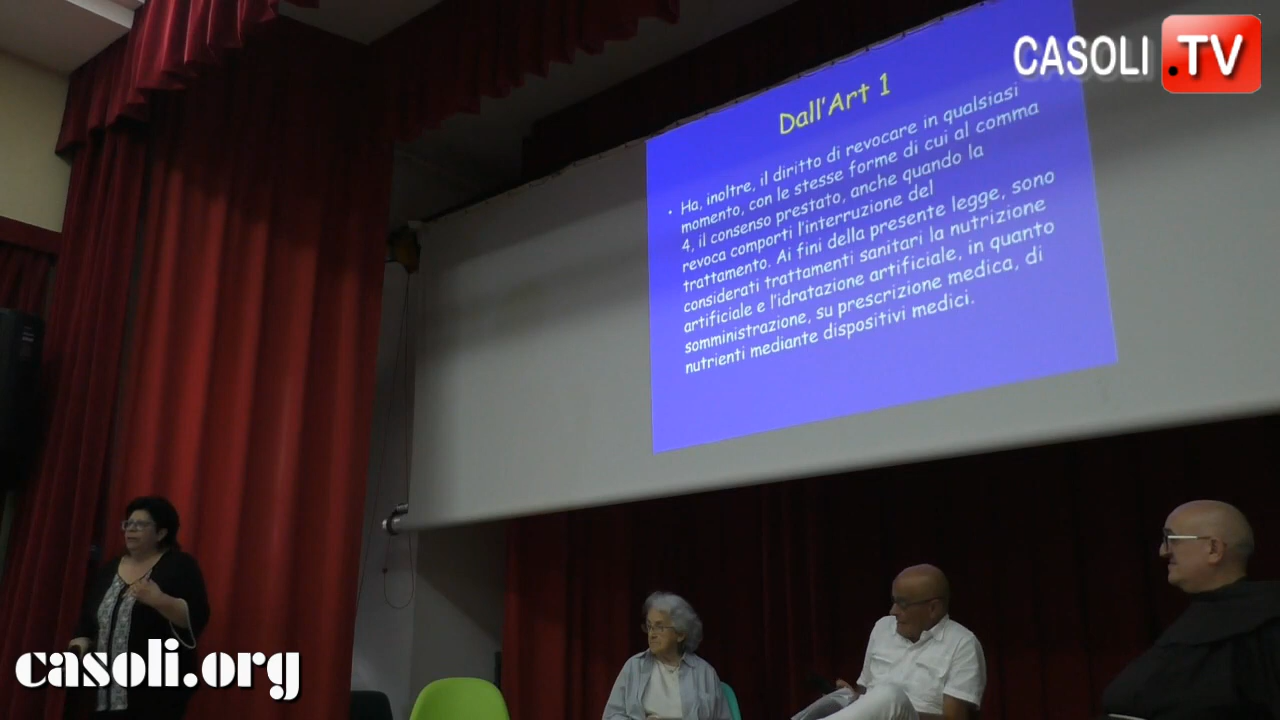 CASOLI .TV
Dall'Art 1
• Ha, inoltre, il diritto di revocare in qualsiasi
momento, con le stesse forme di cui al comma
4, il consenso prestato, anche quando la
revoca comporti l'interruzione del
trattamento. Ai fini della presente legge, sono
considerati trattamenti sanitari la nutrizione
artificiale e l'idratazione artificiale, in quanto
somministrazione, su prescrizione medica, di
nutrienti mediante dispositivi medici.
casoli.org